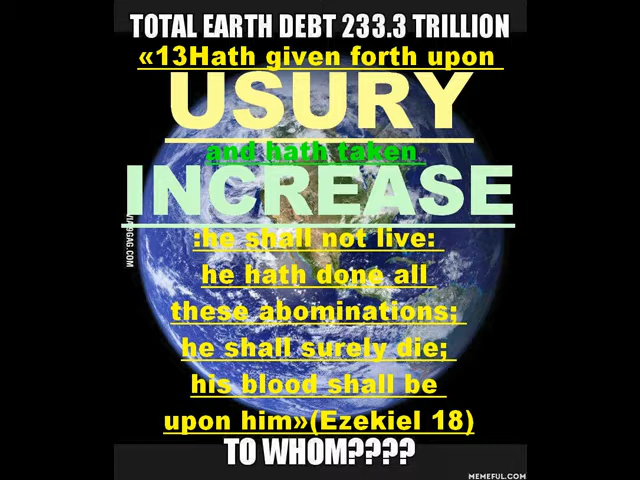 TOTAL EARTH DEBT 233.3 TRILLION
«13Hath given forth upon
USURY
and hath taken
INCREASE
:he shall not live:
he hath done all
these abominations;
he shall surely die;
his blood shall be
upon him»(Ezekiel 18)
TO WHOM????
VIA9GAG.COM
MEMEFUL.COM